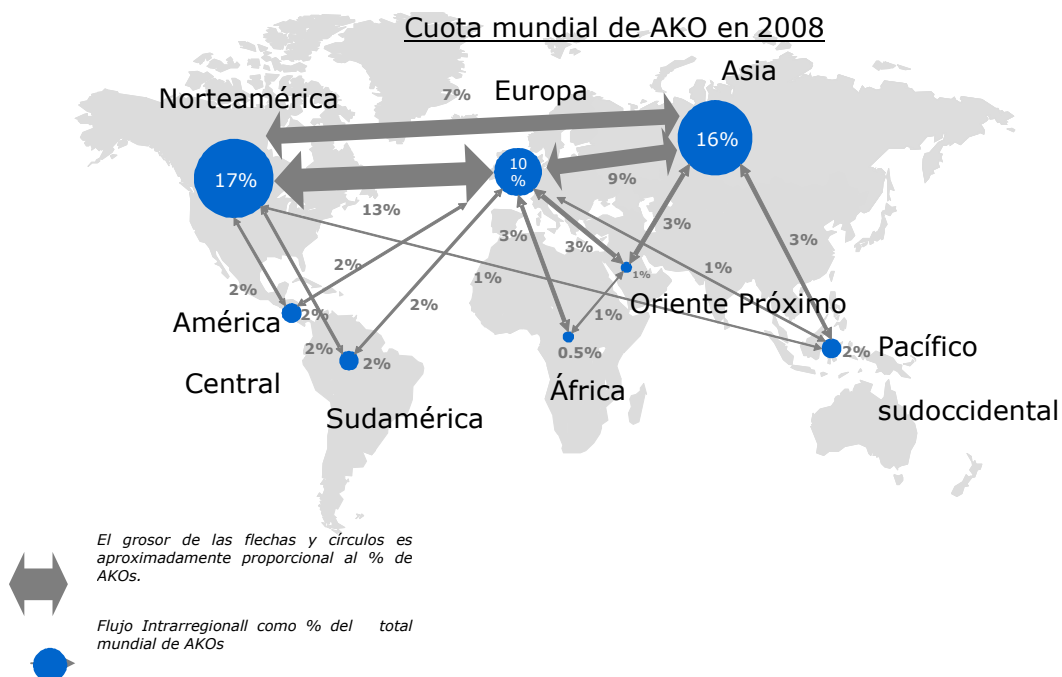 Cuota mundial de AKO en 2008
Asia
Europa
Norteamérica
7%
16%
10
%
17%
9%
13%
3%
3%
3%
3%
2%
1%
1%
1%
2%
Oriente Próximo
2%
1%
América
2%
2%
0.5%
2%
2%
Pacífico
Central
África
Sudamérica
sudoccidental
El grosor de las flechas y círculos es
aproximadamente proporcional al % de
AKOs.
Flujo Intrarregionall como % del total
mundial de AKOs